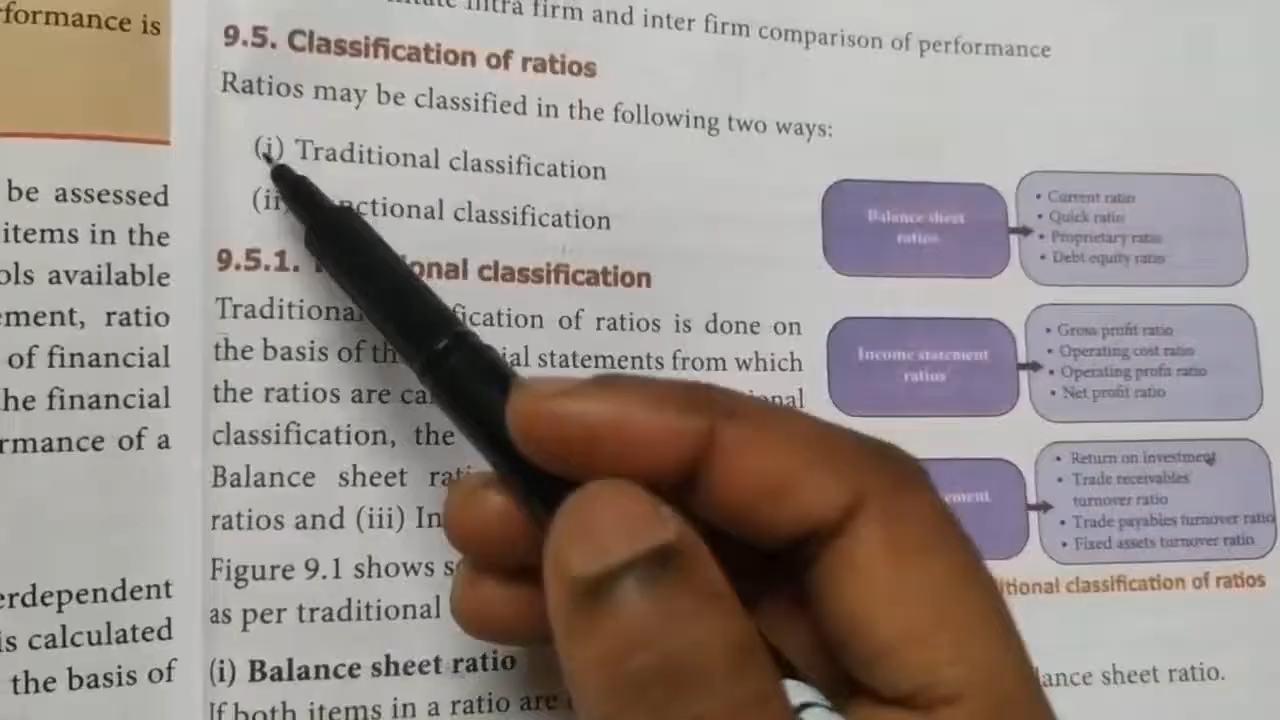 formance is
be assessed
items in the
ols available
ement, ratio
of financial
he financial
rmance of a
erdependent
is calculated
the basis of
intra firm and inter firm comparison of performance
9.5. Classification of ratios
Ratios may be classified in the following two ways:
(i) Traditional classification
(ii) nctional classification
9.5.1. onal classification
Traditional fication of ratios is done on
the basis of th ial statements from which
the ratios are ca onal
classification, the
Balance sheet rati
ratios and (iii) In
Figure 9.1 shows s
as per traditional
(i) Balance sheet ratio
If both items in a ratio are
Balance sheet
ratios
• Current ratio
• Quick ratio
• Proprietary ratio
• Debt equity ratio
Income statement
ratios
• Gross profit ratio
• Operating cost ratio
• Operating profit ratio
• Net profit ratio
ement
• Return on investment
• Trade receivables
turnover ratio
• Trade payables turnover ratio
• Fixed assets turnover ratio
itional classification of ratios
lance sheet ratio.